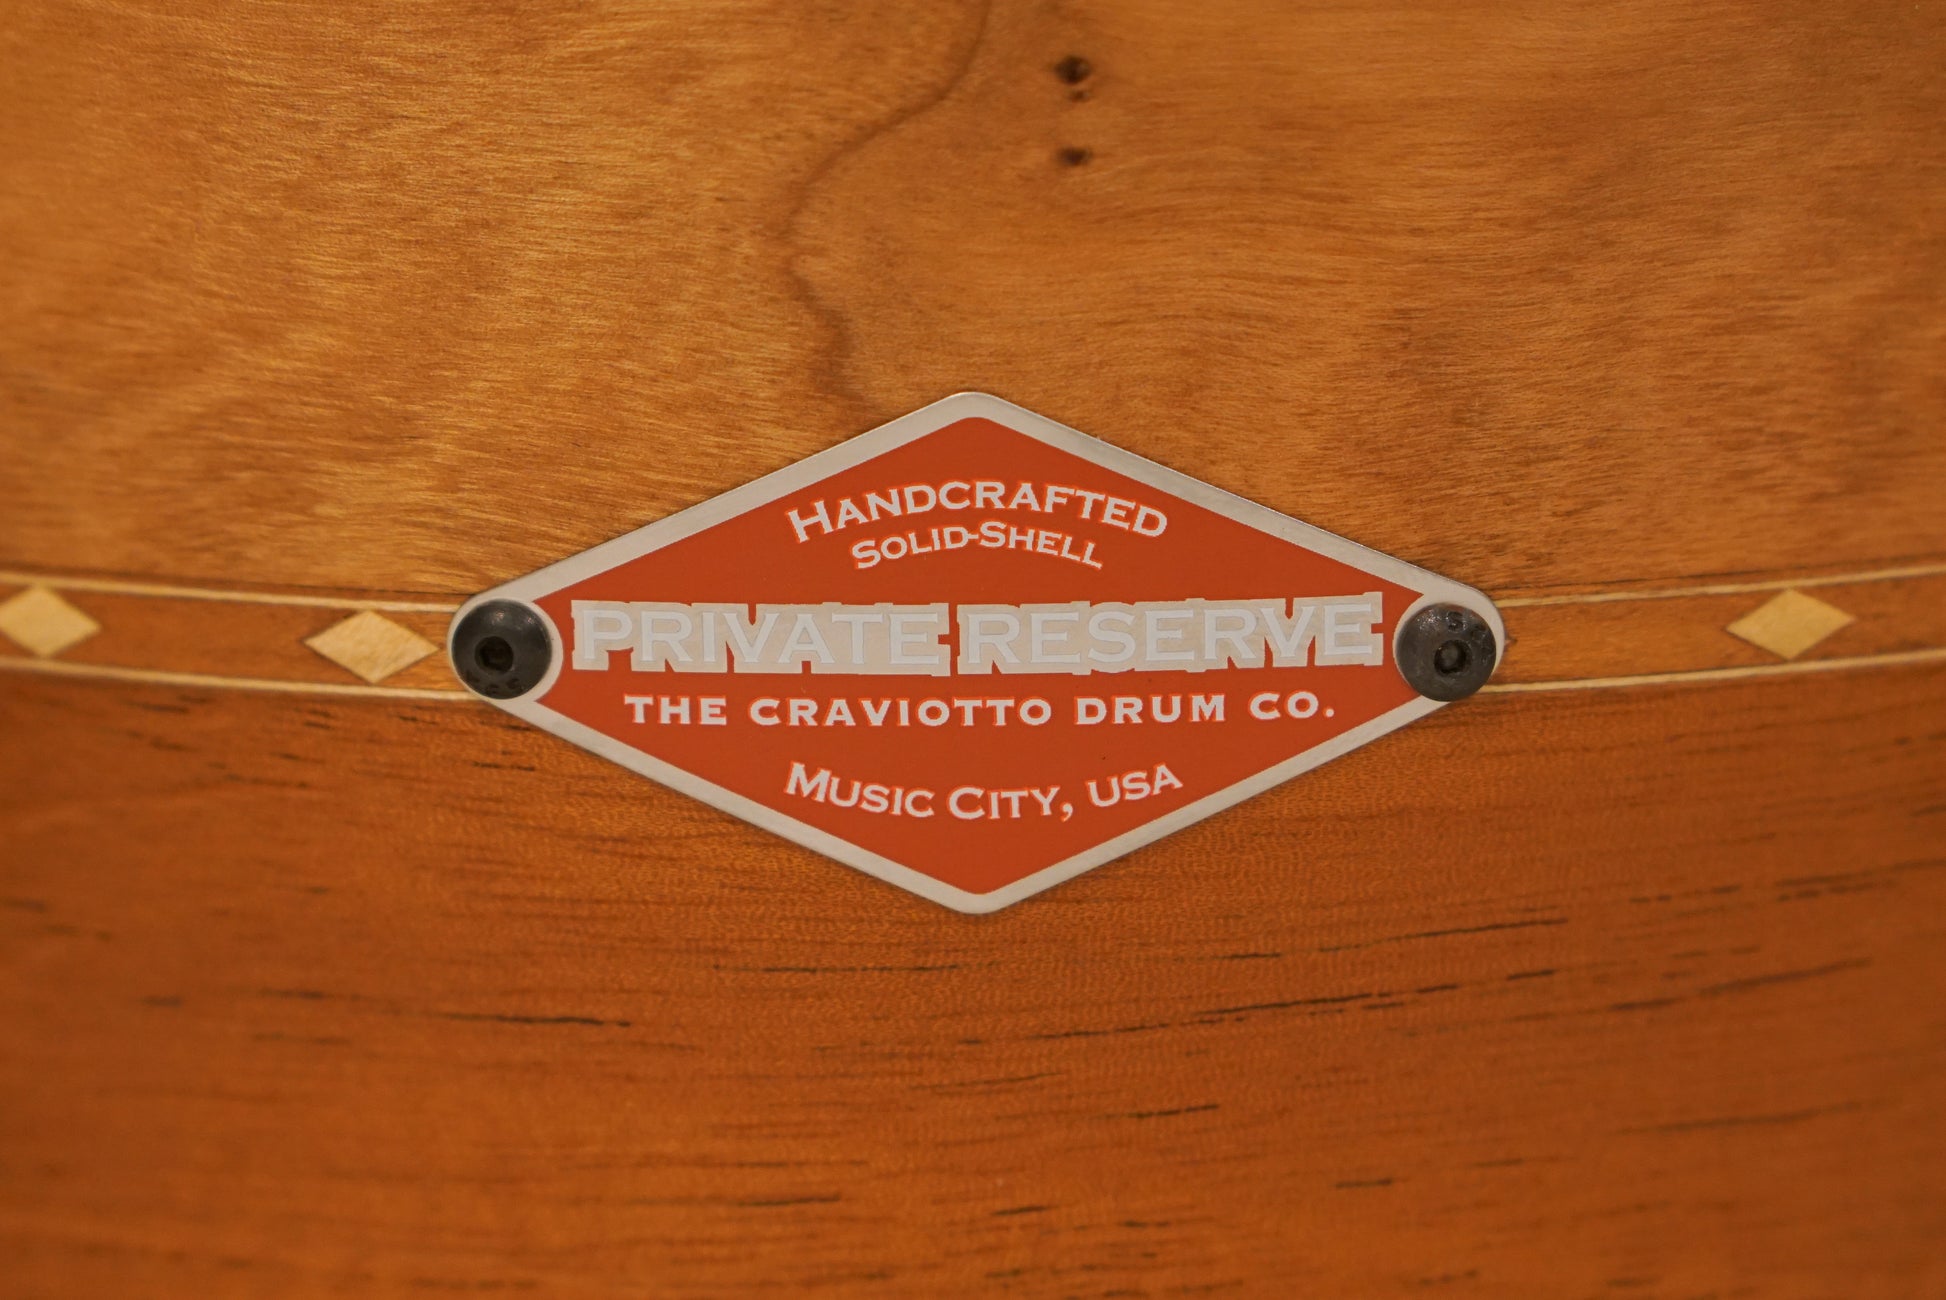 Handcrafted
Solid-Shell
PRIVATE RESERVE
THE CRAVIOTTO DRUM CO.
Music City, USA